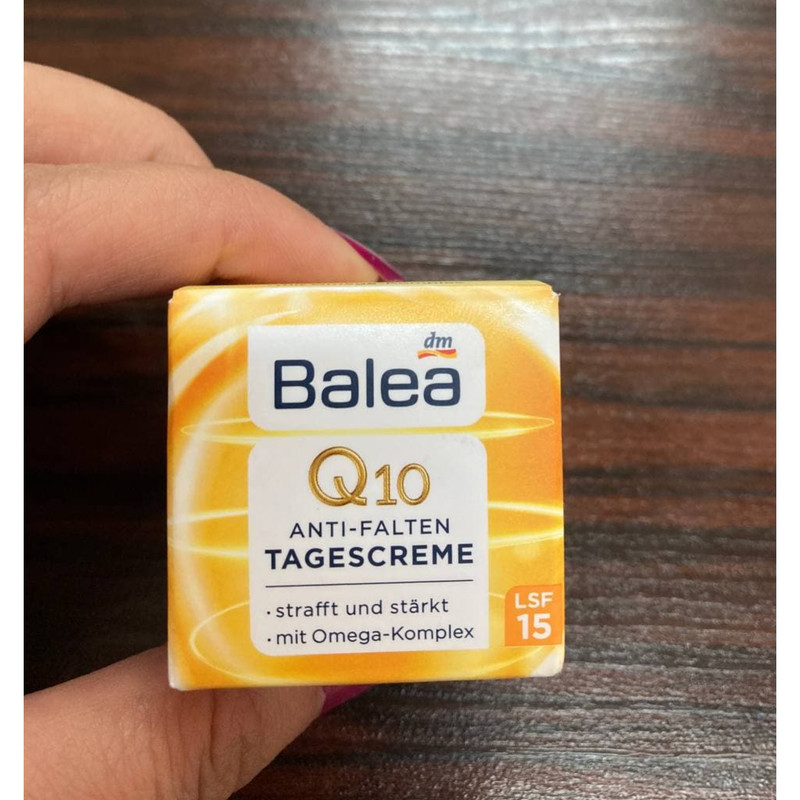 dm
Balea
Q10
ANTI-FALTEN
TAGESCREME
· strafft und stärkt
· mit Omega-Komplex
LSF
15